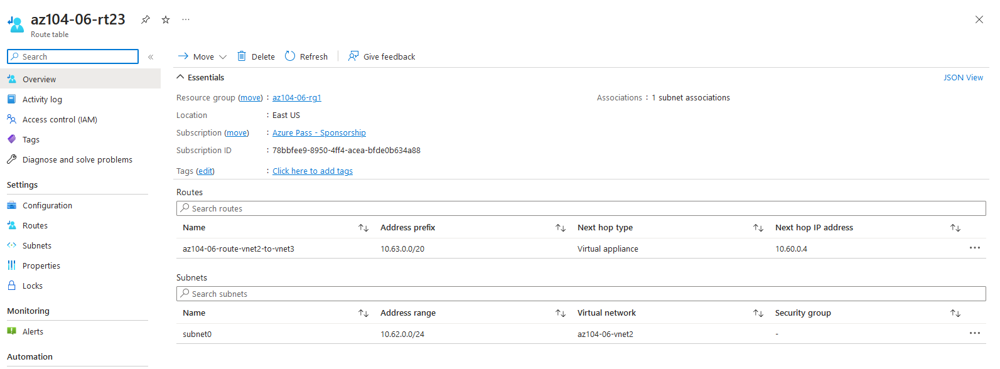 az104-06-rt23
Route table
Search
Overview
Activity log
Access control (IAM)
Tags
Diagnose and solve problems
Settings
Configuration
Routes
Subnets
Properties
Locks
Monitoring
Alerts
Automation
Move Delete Refresh Give feedback
Essentials JSON View
Resource group (move) : az104-06-rg1 Associations : 1 subnet associations
Location : East US
Subscription (move) : Azure Pass - Sponsorship
Subscription ID : 78bbfee9-8950-4ff4-acea-bfde0b634a88
Tags (edit) : Click here to add tags
Routes
Search routes
Name Address prefix Next hop type Next hop IP address
az104-06-route-vnet2-to-vnet3 10.63.0.0/20 Virtual appliance 10.60.0.4
Subnets
Search subnets
Name Address range Virtual network Security group
subnet0 10.62.0.0/24 az104-06-vnet2 -